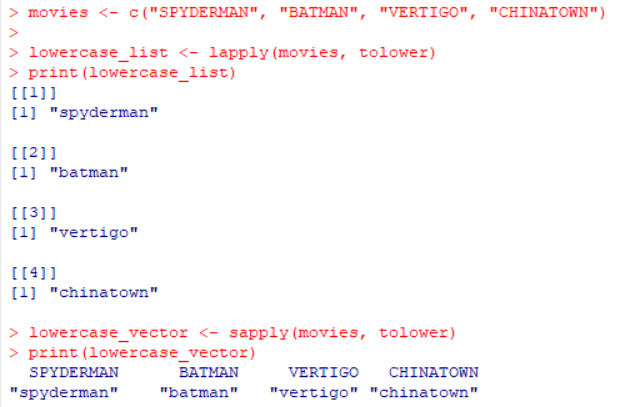 > movies <- c("SPYDERMAN", "BATMAN", "VERTIGO", "CHINATOWN")
>
> lowercase_list <- lapply(movies, tolower)
> print(lowercase_list)
[[1]]
[1] "spyderman"
[[2]]
[1] "batman"
[[3]]
[1] "vertigo"
[[4]]
[1] "chinatown"
> lowercase_vector <- sapply(movies, tolower)
> print(lowercase_vector)
  SPYDERMAN      BATMAN     VERTIGO   CHINATOWN
"spyderman"    "batman"   "vertigo" "chinatown"